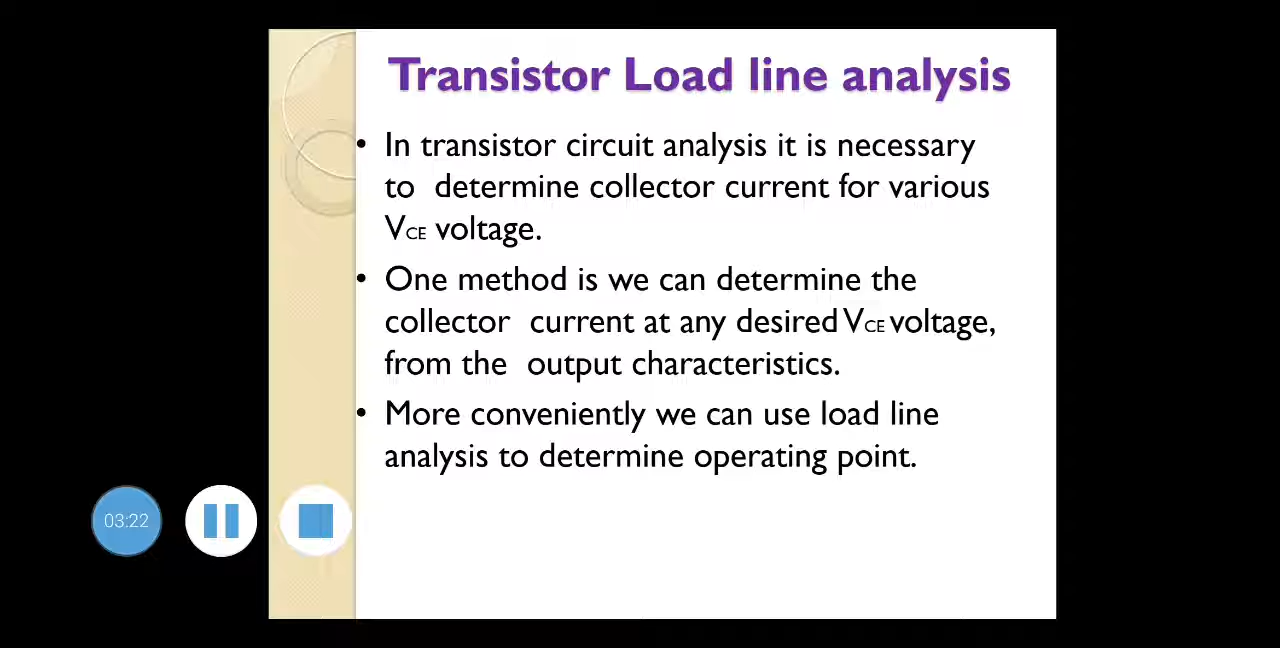 Transistor Load line analysis
• In transistor circuit analysis it is necessary
to determine collector current for various
VCE voltage.
• One method is we can determine the
collector current at any desired VCE voltage,
from the output characteristics.
• More conveniently we can use load line
analysis to determine operating point.
03:22